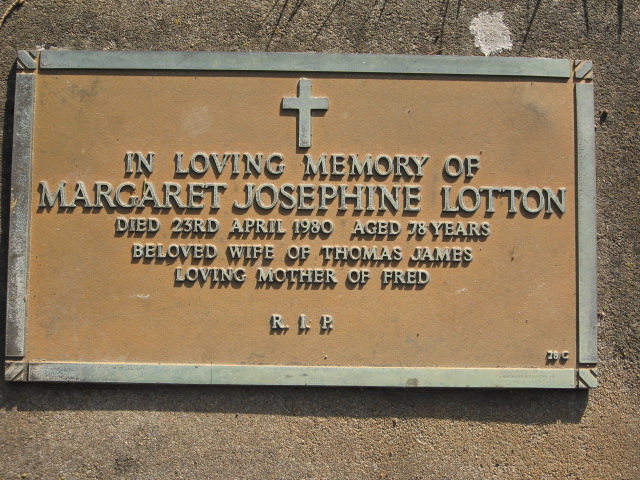 IN LOVING MEMORY OF
MARGARET JOSEPHINE LOTTON
DIED 23RD APRIL 1980 AGED 78 YEARS
BELOVED WIFE OF THOMAS JAMES
LOVING MOTHER OF FRED
R. I. P.
28 C